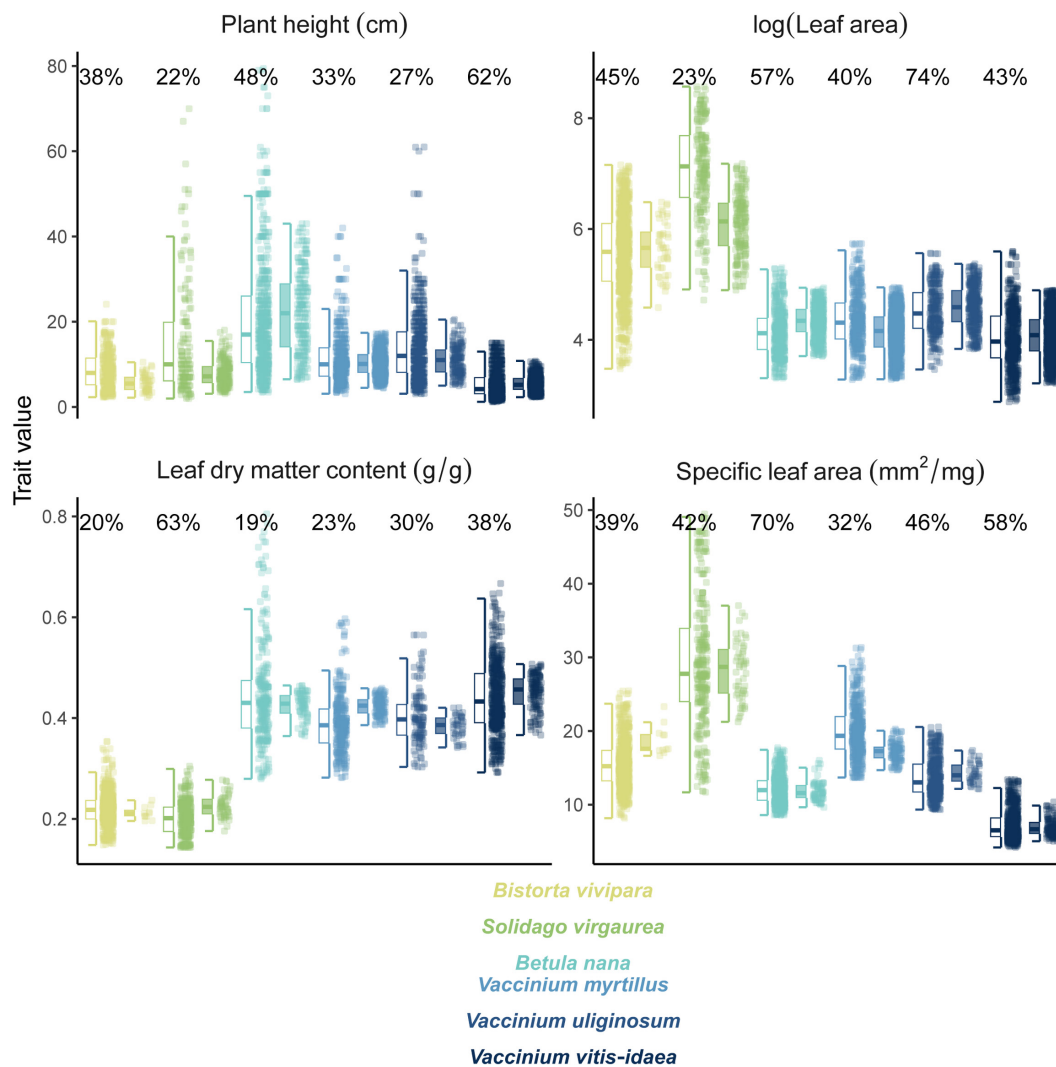 Plant height (cm)
38% 22% 48% 33% 27% 62%
80
60
40
20
0
log(Leaf area)
45% 23% 57% 40% 74% 43%
8
6
4
Trait value
Leaf dry matter content (g/g)
20% 63% 19% 23% 30% 38%
0.8
0.6
0.4
0.2
Specific leaf area (mm²/mg)
39% 42% 70% 32% 46% 58%
50
40
30
20
10
Bistorta vivipara
Solidago virgaurea
Betula nana
Vaccinium myrtillus
Vaccinium uliginosum
Vaccinium vitis-idaea